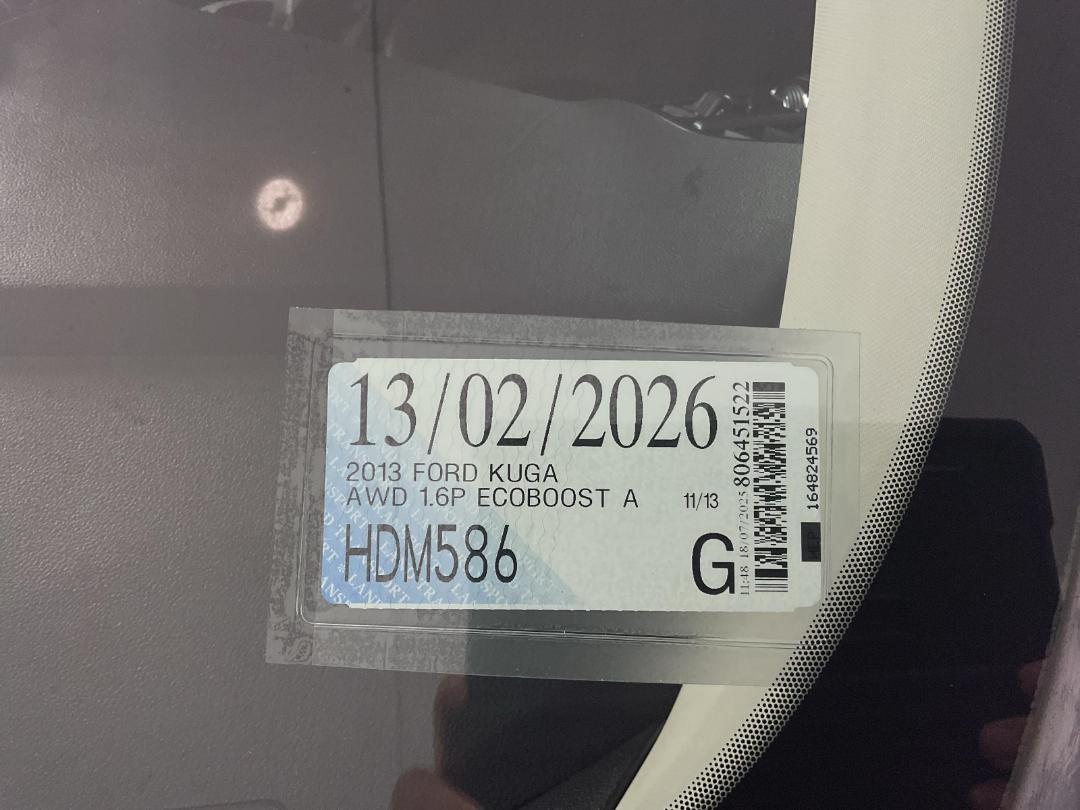 13/02/2026
2013 FORD KUGA
AWD 1.6P ECOBOOST A 11/13
HDM586 G
11:48 18/07/2025 806451522
164824569